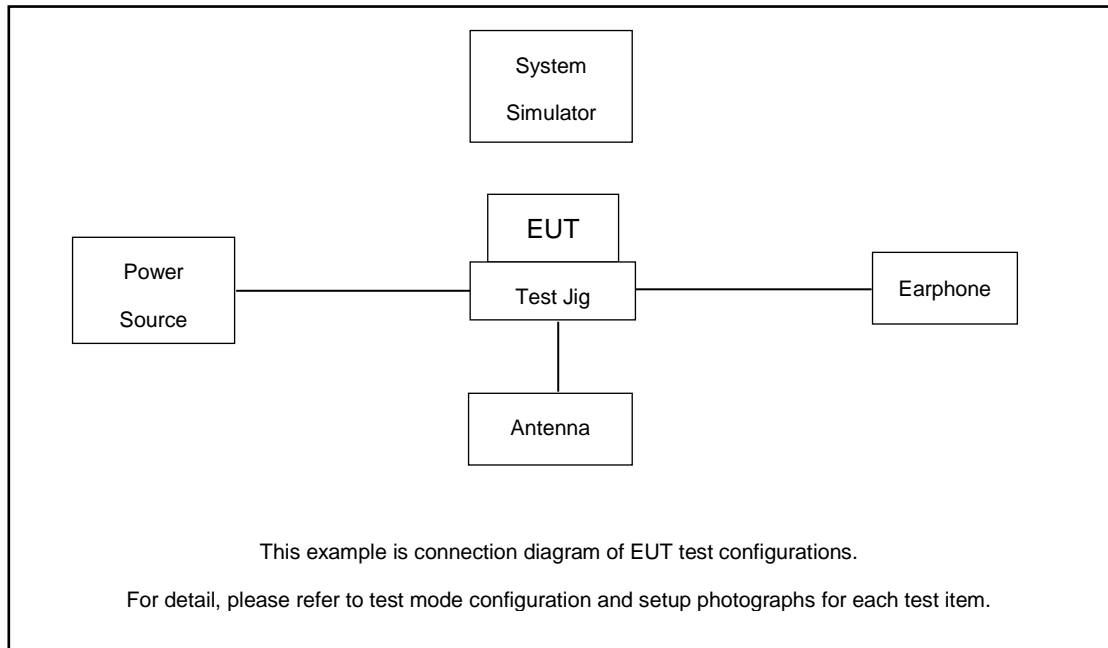 System
Simulator
EUT
Power
Source
Test Jig
Earphone
Antenna
This example is connection diagram of EUT test configurations.
For detail, please refer to test mode configuration and setup photographs for each test item.